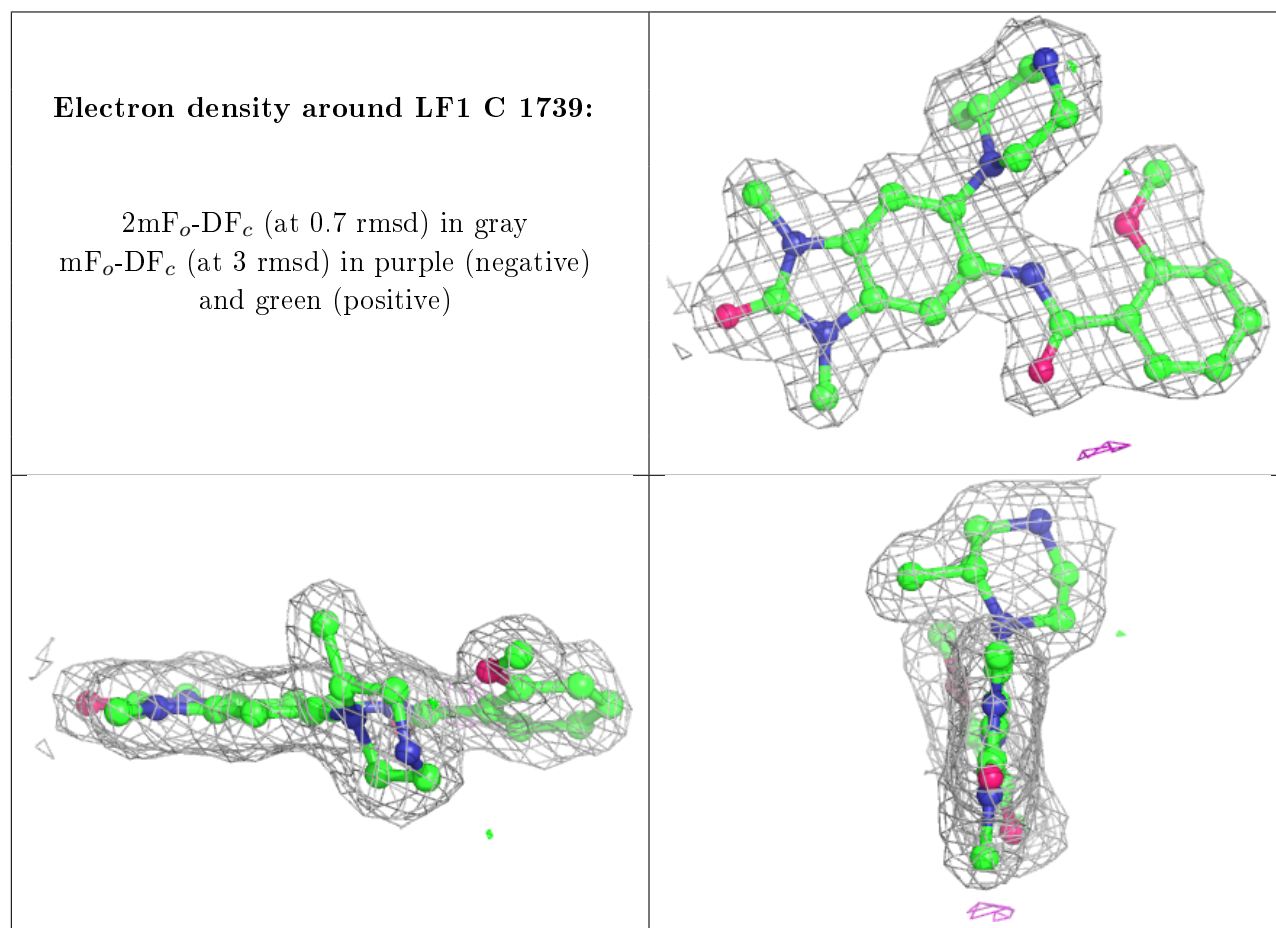 Electron density around LF1 C 1739:
2mFo-DFc (at 0.7 rmsd) in gray
mFo-DFc (at 3 rmsd) in purple (negative)
and green (positive)